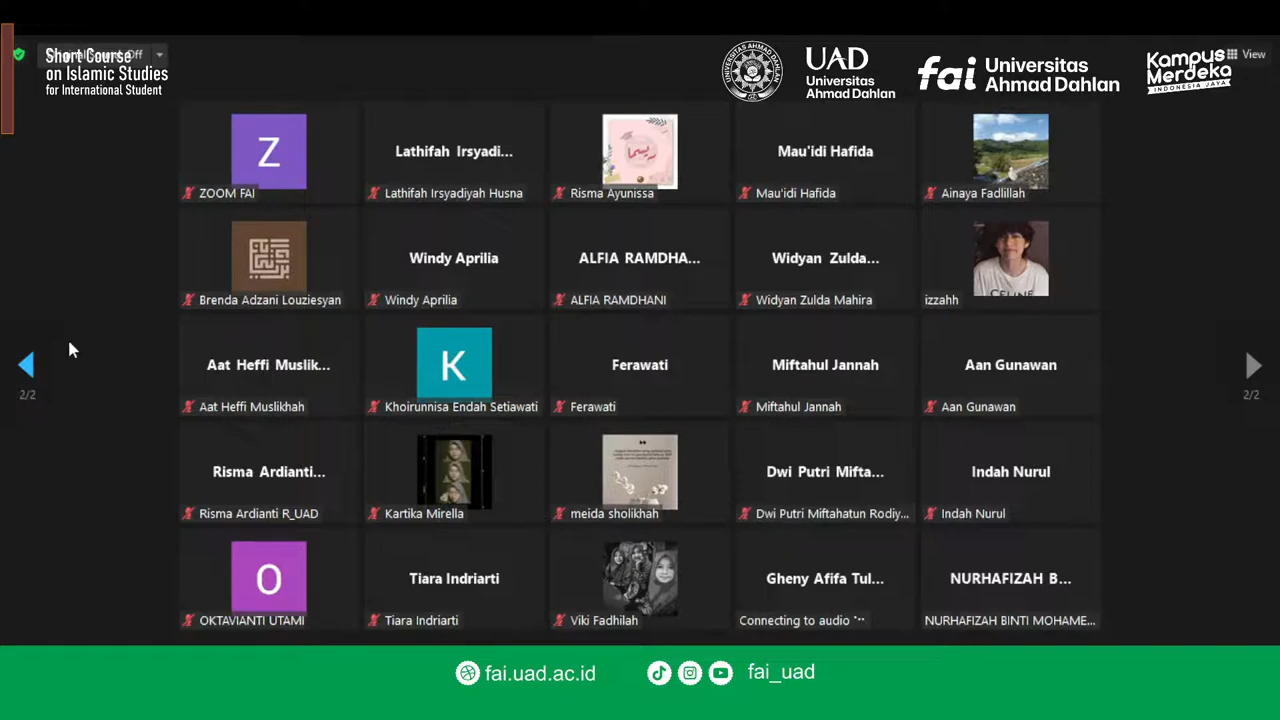 Short Course
on Islamic Studies
for International Student
Off
UNIVERSITAS AHMAD DAHLAN
UAD
Universitas
Ahmad Dahlan
fai Universitas
Ahmad Dahlan
Kampus
Merdeka
INDONESIA JAYA
View
Z
ZOOM FAI
Lathifah Irsyadi...
Lathifah Irsyadiyah Husna
Risma Ayunissa
Mau'idi Hafida
Mau'idi Hafida
Ainaya Fadlillah
Brenda Adzani Louziesyan
Windy Aprilia
Windy Aprilia
ALFIA RAMDHA...
ALFIA RAMDHANI
Widyan Zulda...
Widyan Zulda Mahira
CELINE
izzahh
2/2
Aat Heffi Muslik...
Aat Heffi Muslikhah
K
Khoirunnisa Endah Setiawati
Ferawati
Ferawati
Miftahul Jannah
Miftahul Jannah
Aan Gunawan
Aan Gunawan
2/2
Risma Ardianti...
Risma Ardianti R_UAD
Kartika Mirella
meida sholikhah
Dwi Putri Mifta...
Dwi Putri Miftahatun Rodiy...
Indah Nurul
Indah Nurul
O
OKTAVIANTI UTAMI
Tiara Indriarti
Tiara Indriarti
Viki Fadhilah
Gheny Afifa Tul...
Connecting to audio
NURHAFIZAH B...
NURHAFIZAH BINTI MOHAME...
fai.uad.ac.id
fai_uad